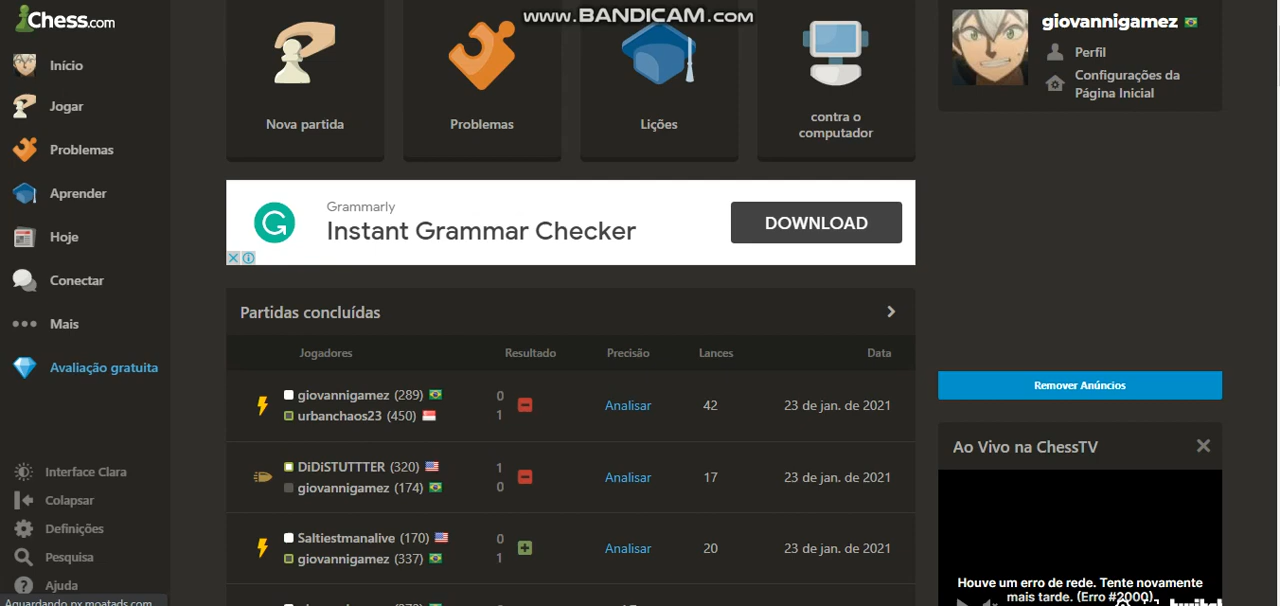 www.BANDICAM.com
Chess.com
Início
Jogar
Problemas
Aprender
Hoje
Conectar
Mais
Avaliação gratuita
Interface Clara
Colapsar
Definições
Pesquisa
Ajuda
Aguardando px.moatads.com
Nova partida
Problemas
Lições
contra o
computador
Grammarly
Instant Grammar Checker
DOWNLOAD
Partidas concluídas
Jogadores Resultado Precisão Lances Data
giovannigamez (289) 0
urbanchaos23 (450) 1
Analisar 42 23 de jan. de 2021
DiDiSTUTTTER (320) 1
giovannigamez (174) 0
Analisar 17 23 de jan. de 2021
Saltiestmanalive (170) 0
giovannigamez (337) 1
Analisar 20 23 de jan. de 2021
giovannigamez
Perfil
Configurações da
Página Inicial
Remover Anúncios
Ao Vivo na ChessTV
Houve um erro de rede. Tente novamente
mais tarde. (Erro #2000)
twitch